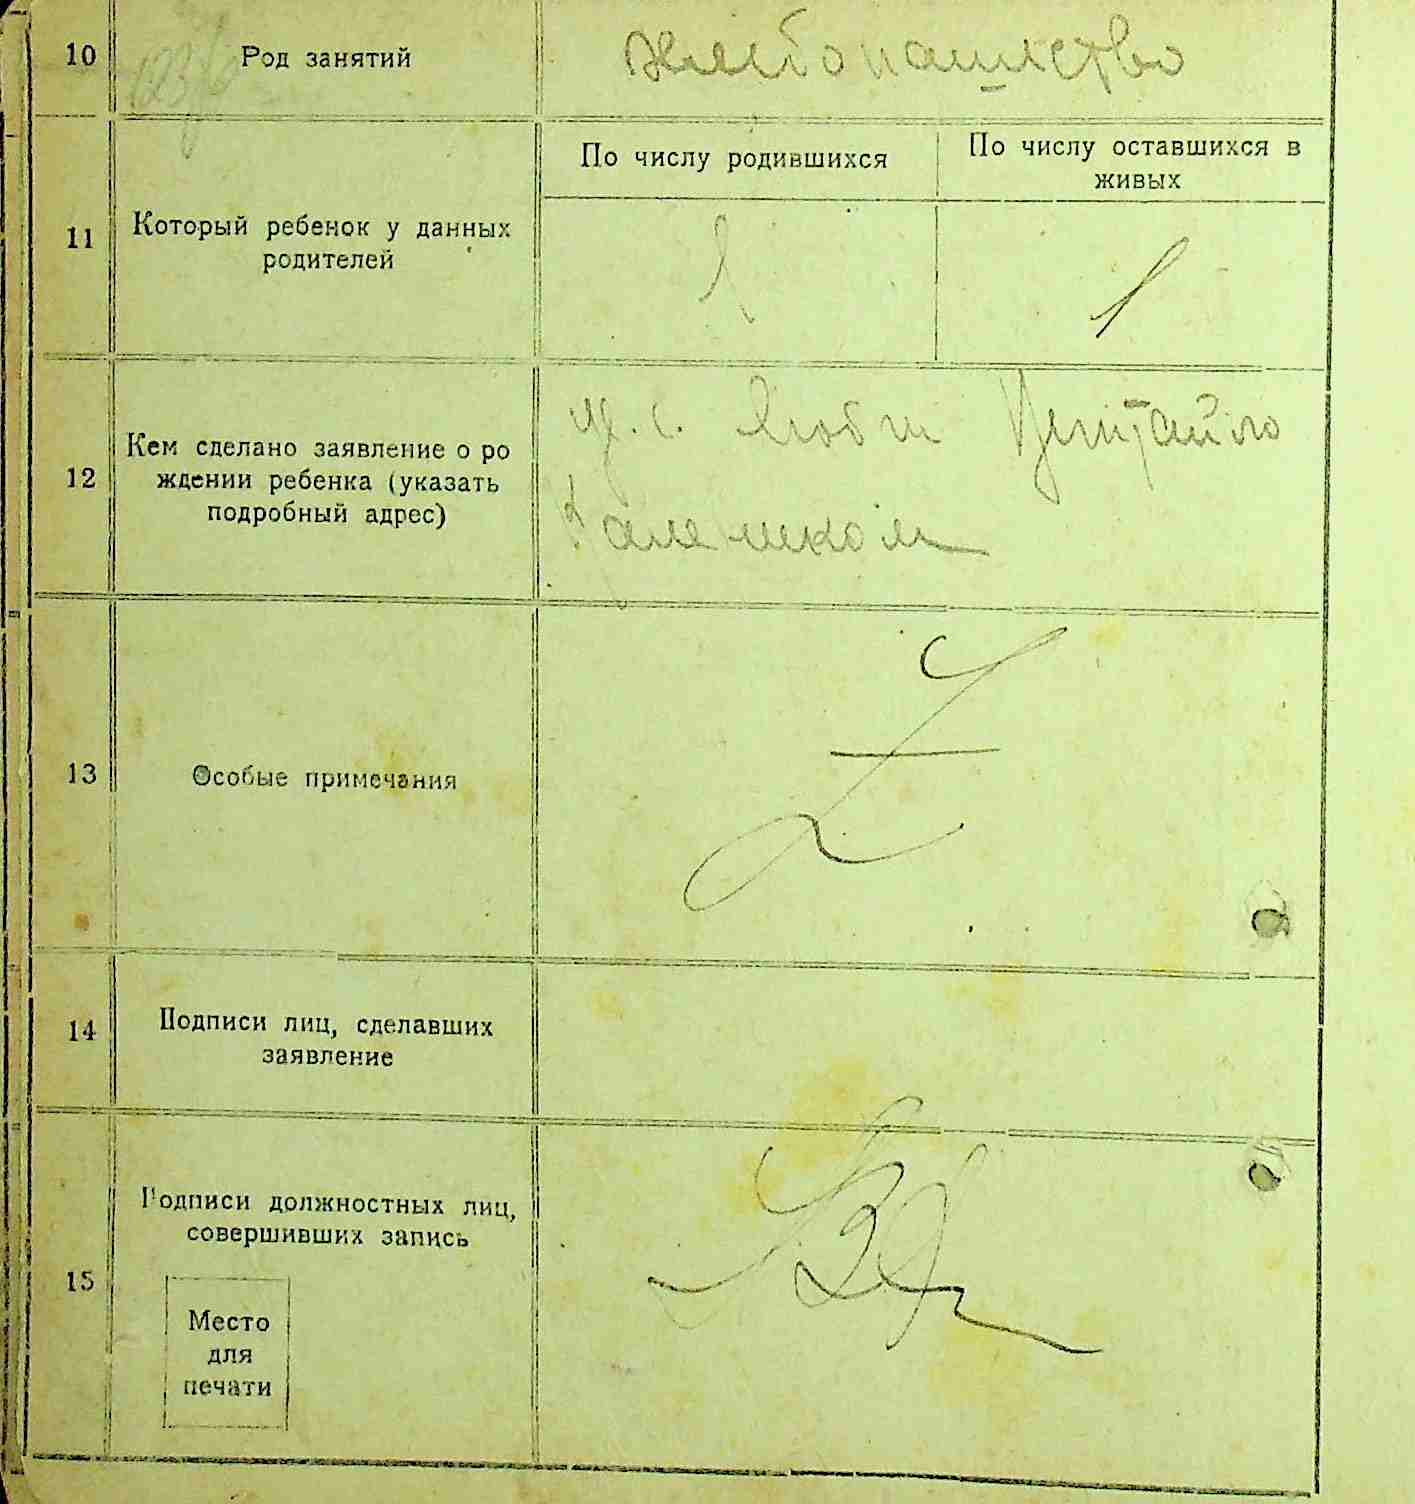 10 Род занятий хлебопашество
11 Который ребенок у данных
родителей
По числу родившихся
По числу оставшихся в
живых
1
1
12 Кем сделано заявление о ро
ждении ребенка (указать
подробный адрес)
13 Особые примечания
14 Подписи лиц, сделавших
заявление
15 Подписи должностных лиц,
совершивших запись
Место
для
печати